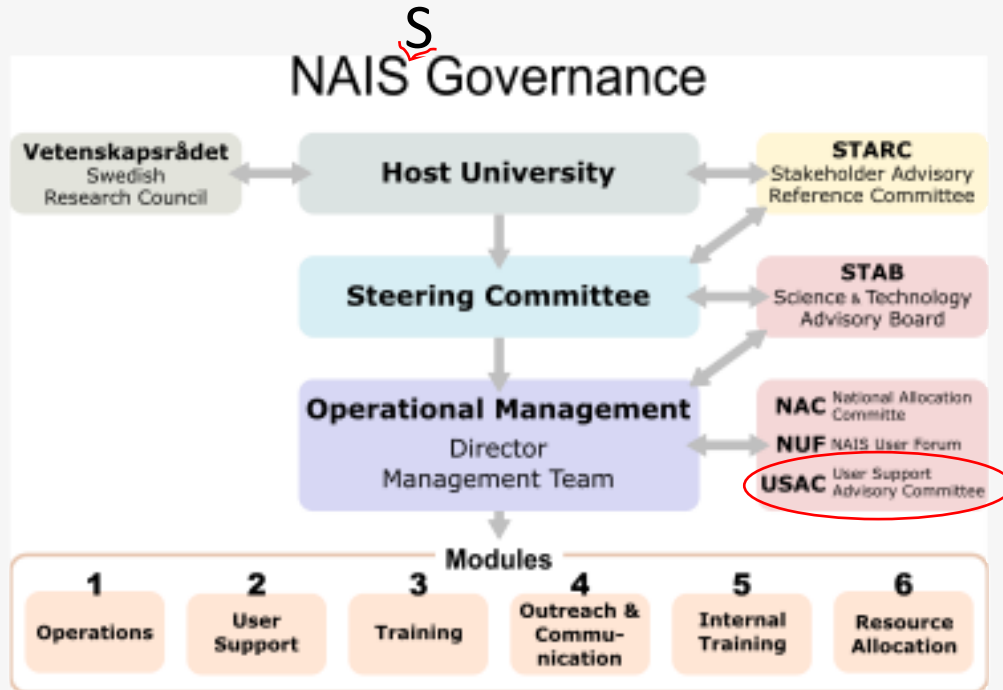 S
NAIS Governance
Vetenskapsrådet
Swedish
Research Council
Host University
STARC
Stakeholder Advisory
Reference Committee
Steering Committee
STAB
Science & Technology
Advisory Board
Operational Management
Director
Management Team
NAC National Allocation
Committe
NUF NAIS User Forum
USAC User Support
Advisory Committee
Modules
1
Operations
2
User
Support
3
Training
4
Outreach &
Commu-
nication
5
Internal
Training
6
Resource
Allocation